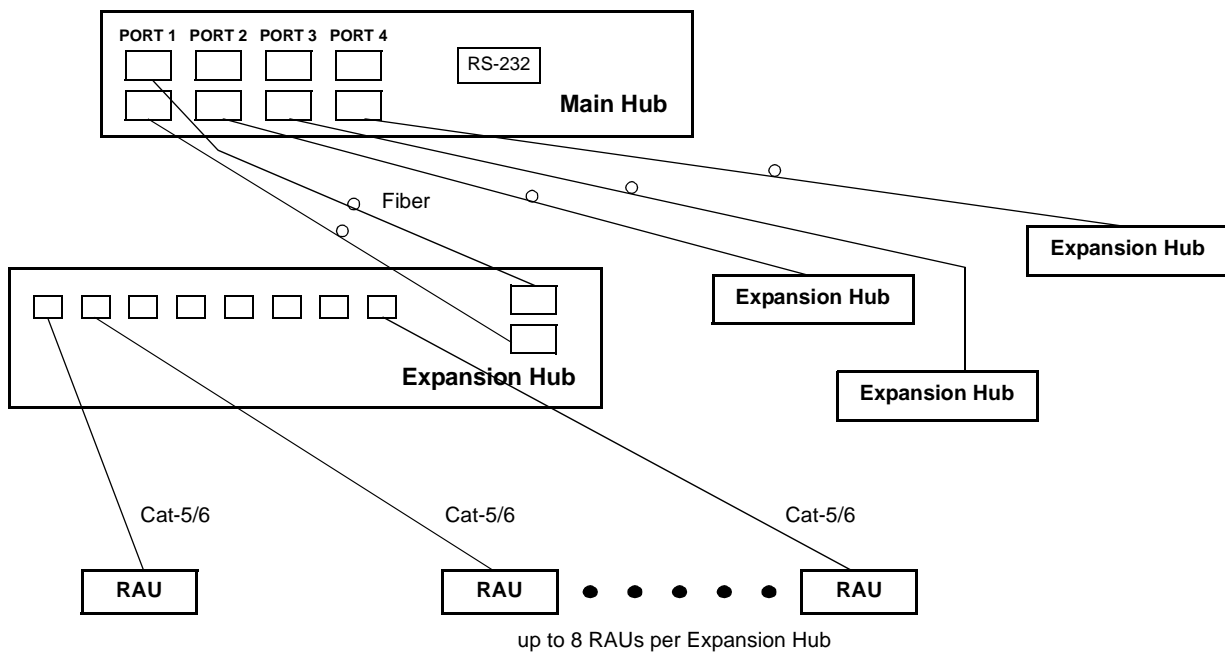 PORT 1 PORT 2 PORT 3 PORT 4
RS-232
Main Hub
Fiber
Expansion Hub
Expansion Hub
Expansion Hub
Expansion Hub
Cat-5/6 Cat-5/6 Cat-5/6
RAU RAU RAU
up to 8 RAUs per Expansion Hub